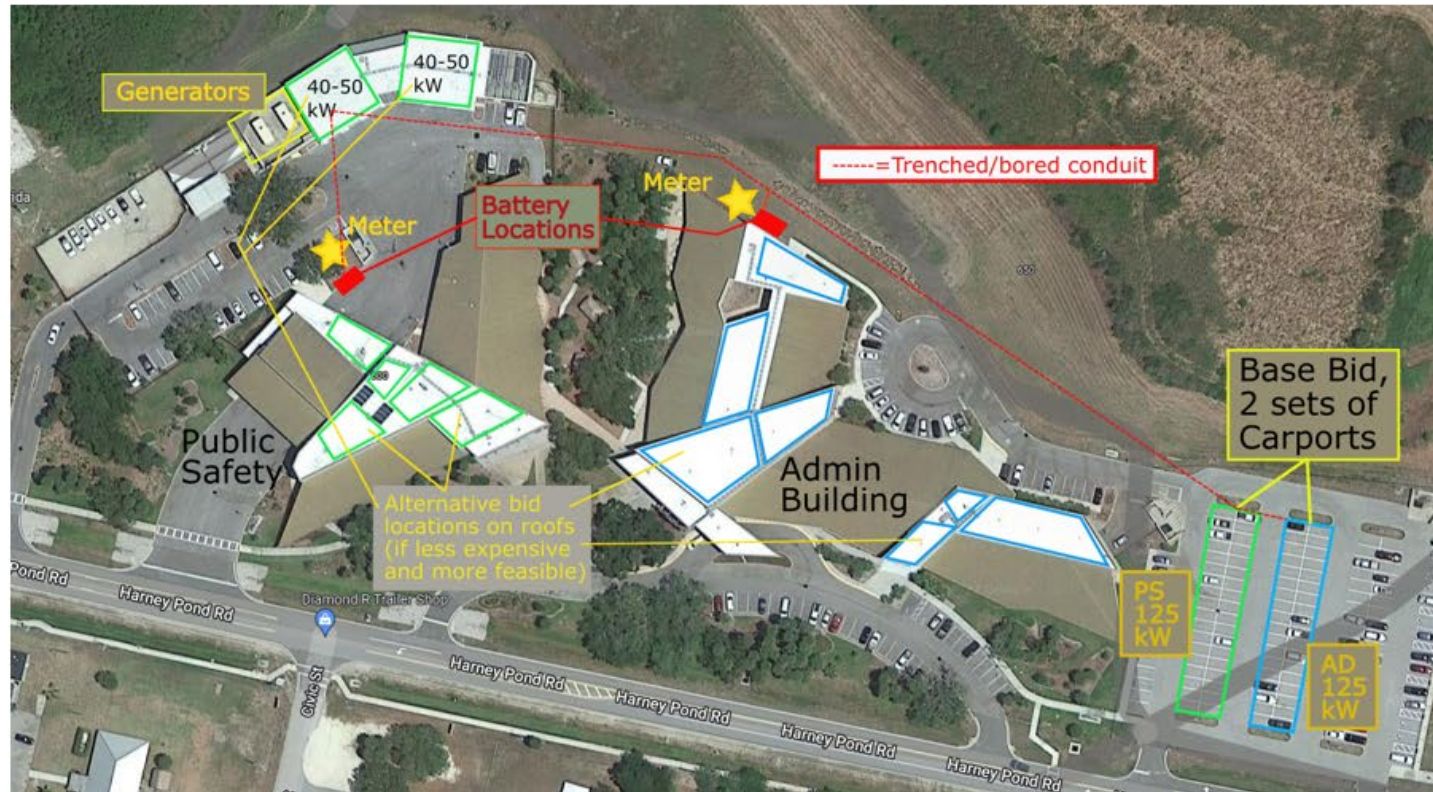 Generators
40-50
kW
40-50
kW
------=Trenched/bored conduit
Meter
Battery
Locations
Meter
ida
650
Base Bid,
2 sets of
Carports
200
Public
Safety
Admin
Building
Alternative bid
locations on roofs
(if less expensive
and more feasible)
PS
125
kW
AD
125
kW
Pond Rd
Harney Pond Rd
Diamond R Trailer Shop
Civic St
Harney Pond Rd
Harney Pond Rd
Harney Pond Rd
Harney Pond Rd